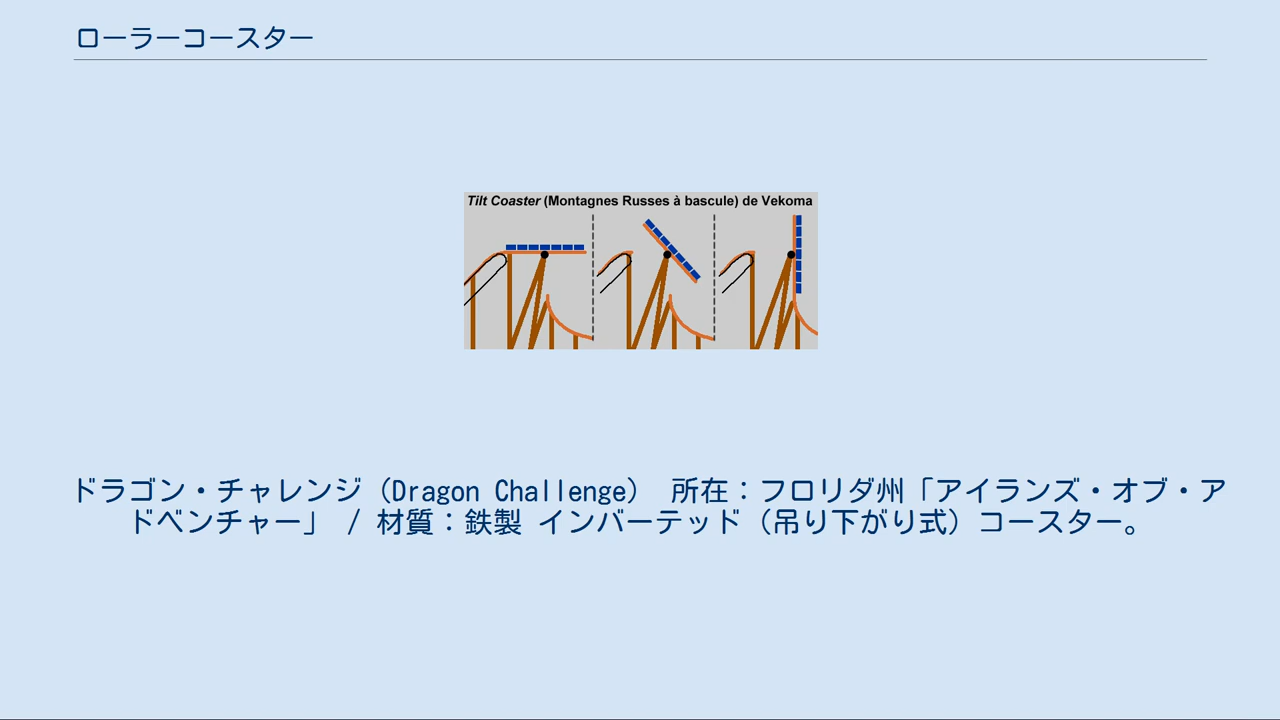 ローラーコースター
Tilt Coaster (Montagnes Russes à bascule) de Vekoma
ドラゴン・チャレンジ（Dragon Challenge） 所在：フロリダ州「アイランズ・オブ・ア
ドベンチャー」 / 材質：鉄製 インバーテッド（吊り下がり式）コースター。